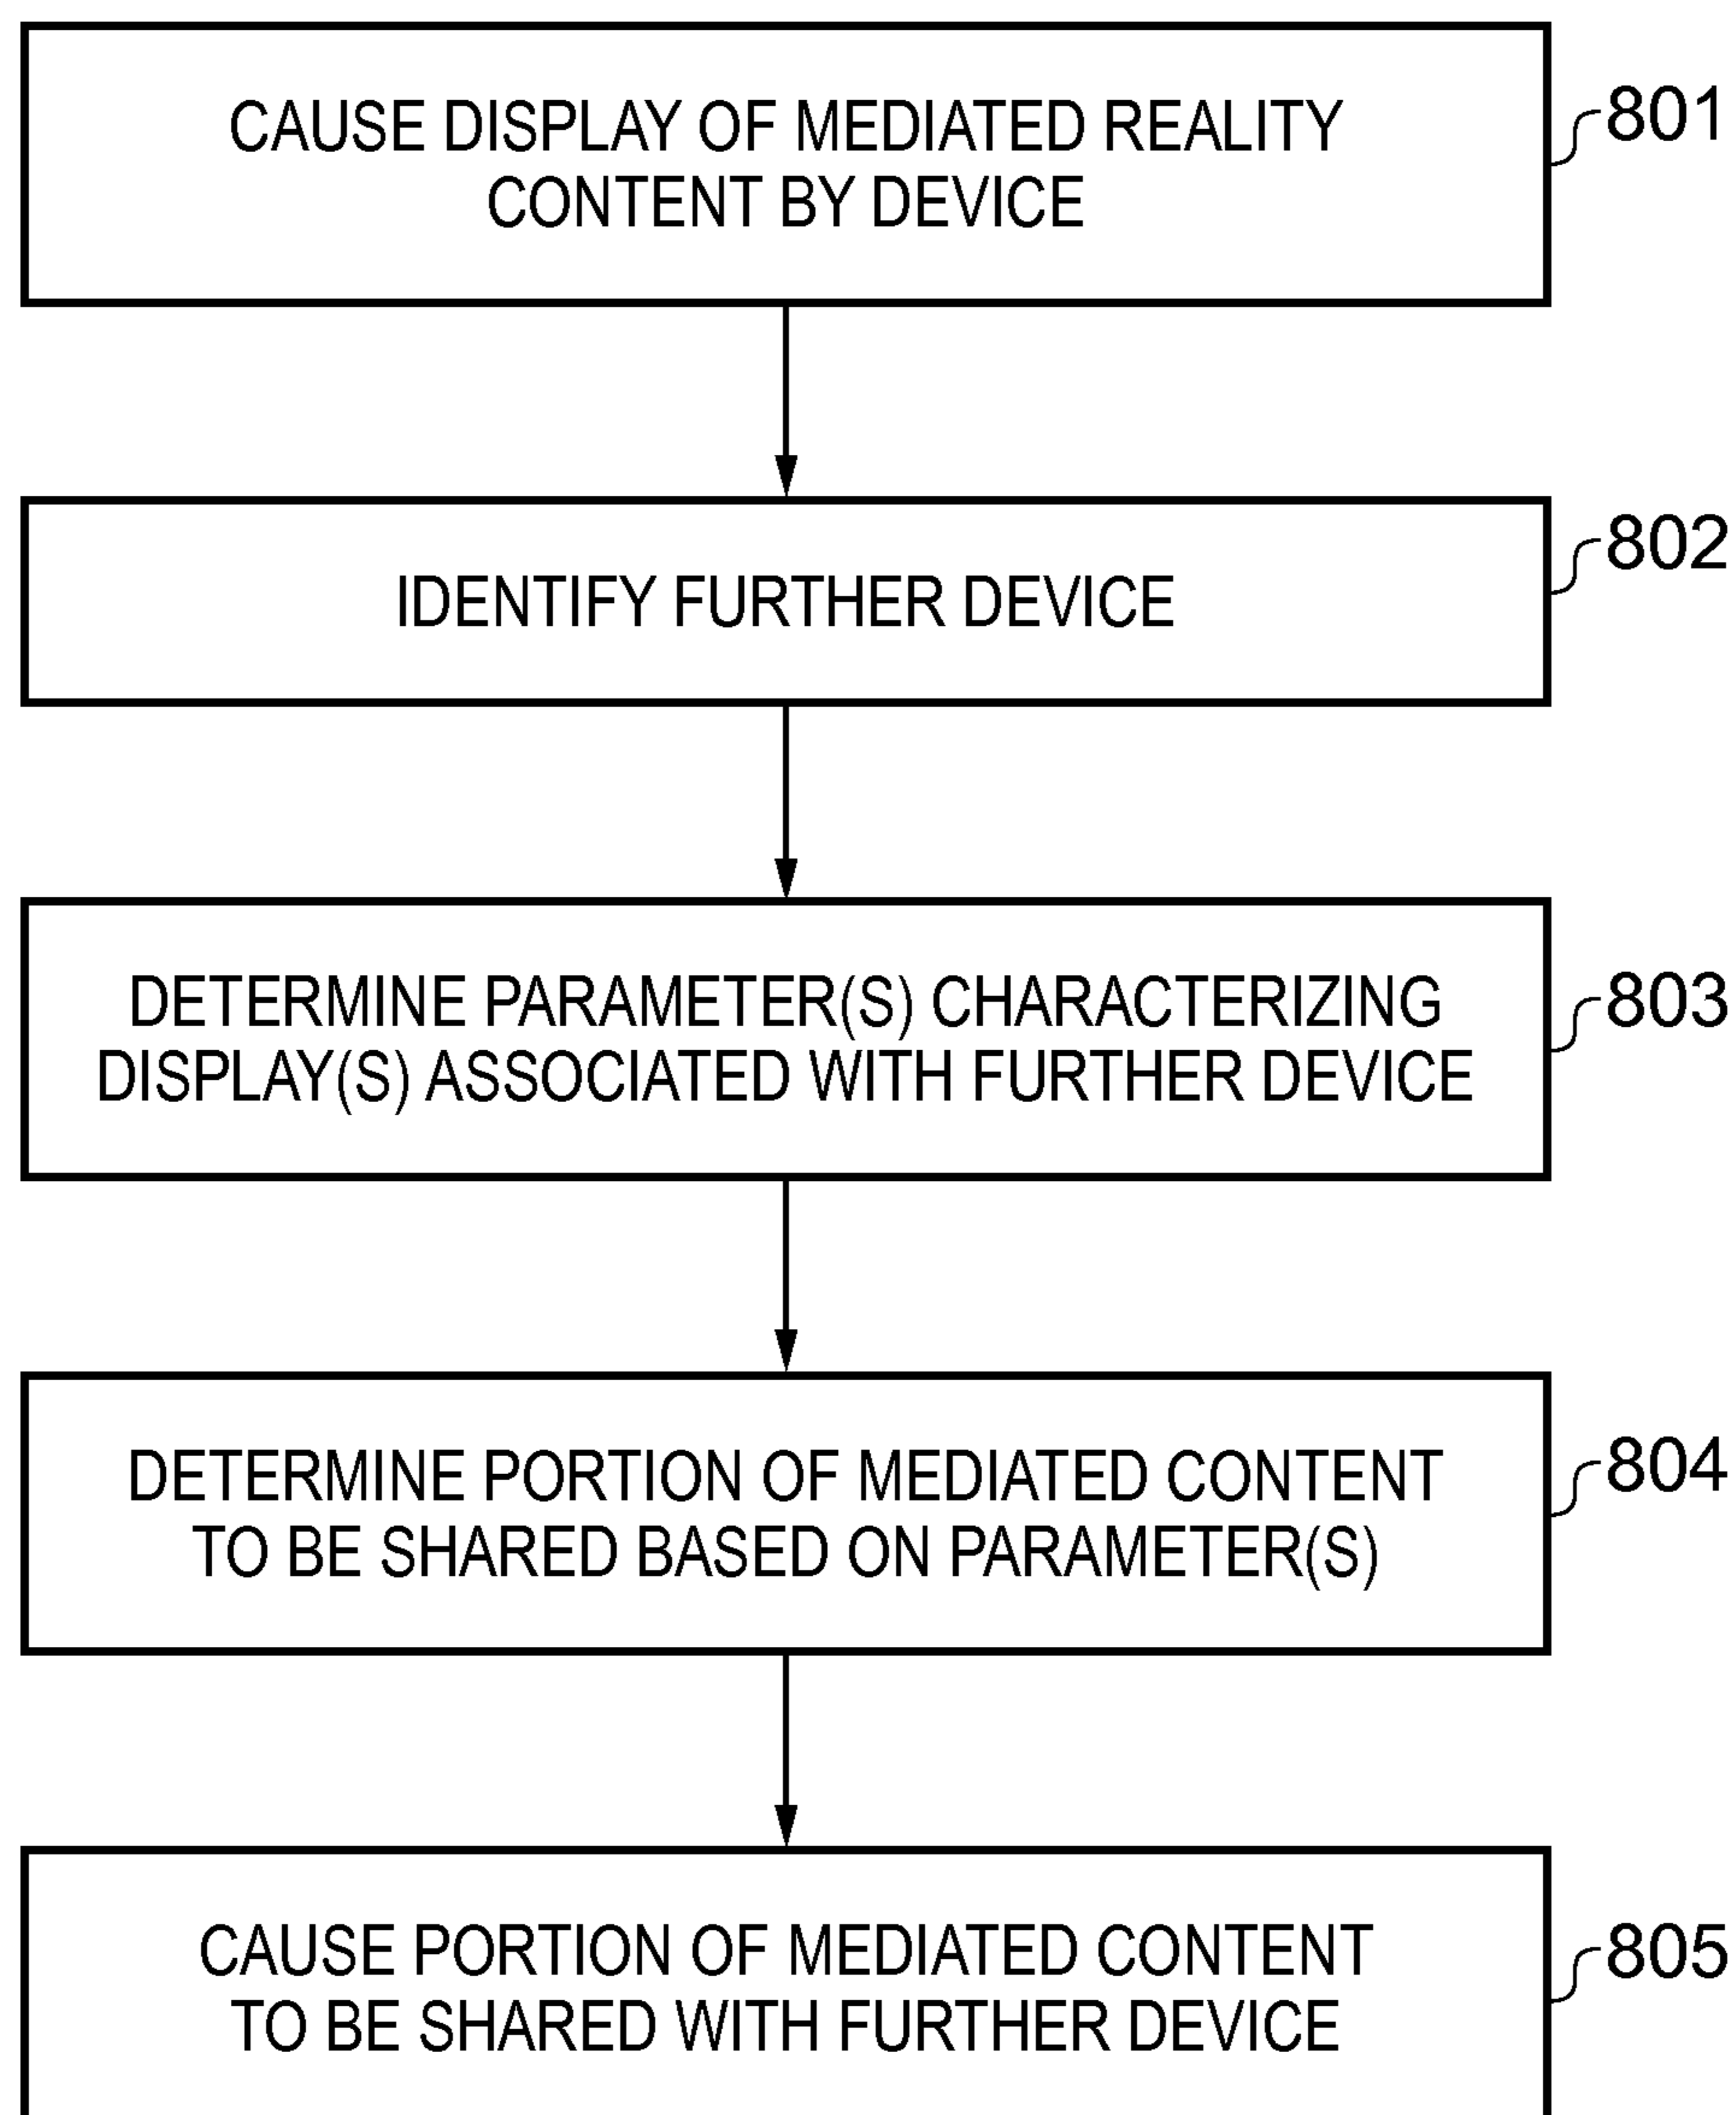 CAUSE DISPLAY OF MEDIATED REALITY
CONTENT BY DEVICE
801
IDENTIFY FURTHER DEVICE
802
DETERMINE PARAMETER(S) CHARACTERIZING
DISPLAY(S) ASSOCIATED WITH FURTHER DEVICE
803
DETERMINE PORTION OF MEDIATED CONTENT
TO BE SHARED BASED ON PARAMETER(S)
804
CAUSE PORTION OF MEDIATED CONTENT
TO BE SHARED WITH FURTHER DEVICE
805